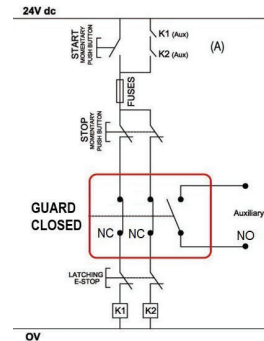 24V dc
START
MOMENTARY
PUSH BUTTON
K1 (Aux)
K2 (Aux)
(A)
FUSES
STOP
MOMENTARY
PUSH BUTTON
GUARD
CLOSED
NC
NC
Auxiliary
NO
LATCHING
E-STOP
K1
K2
OV